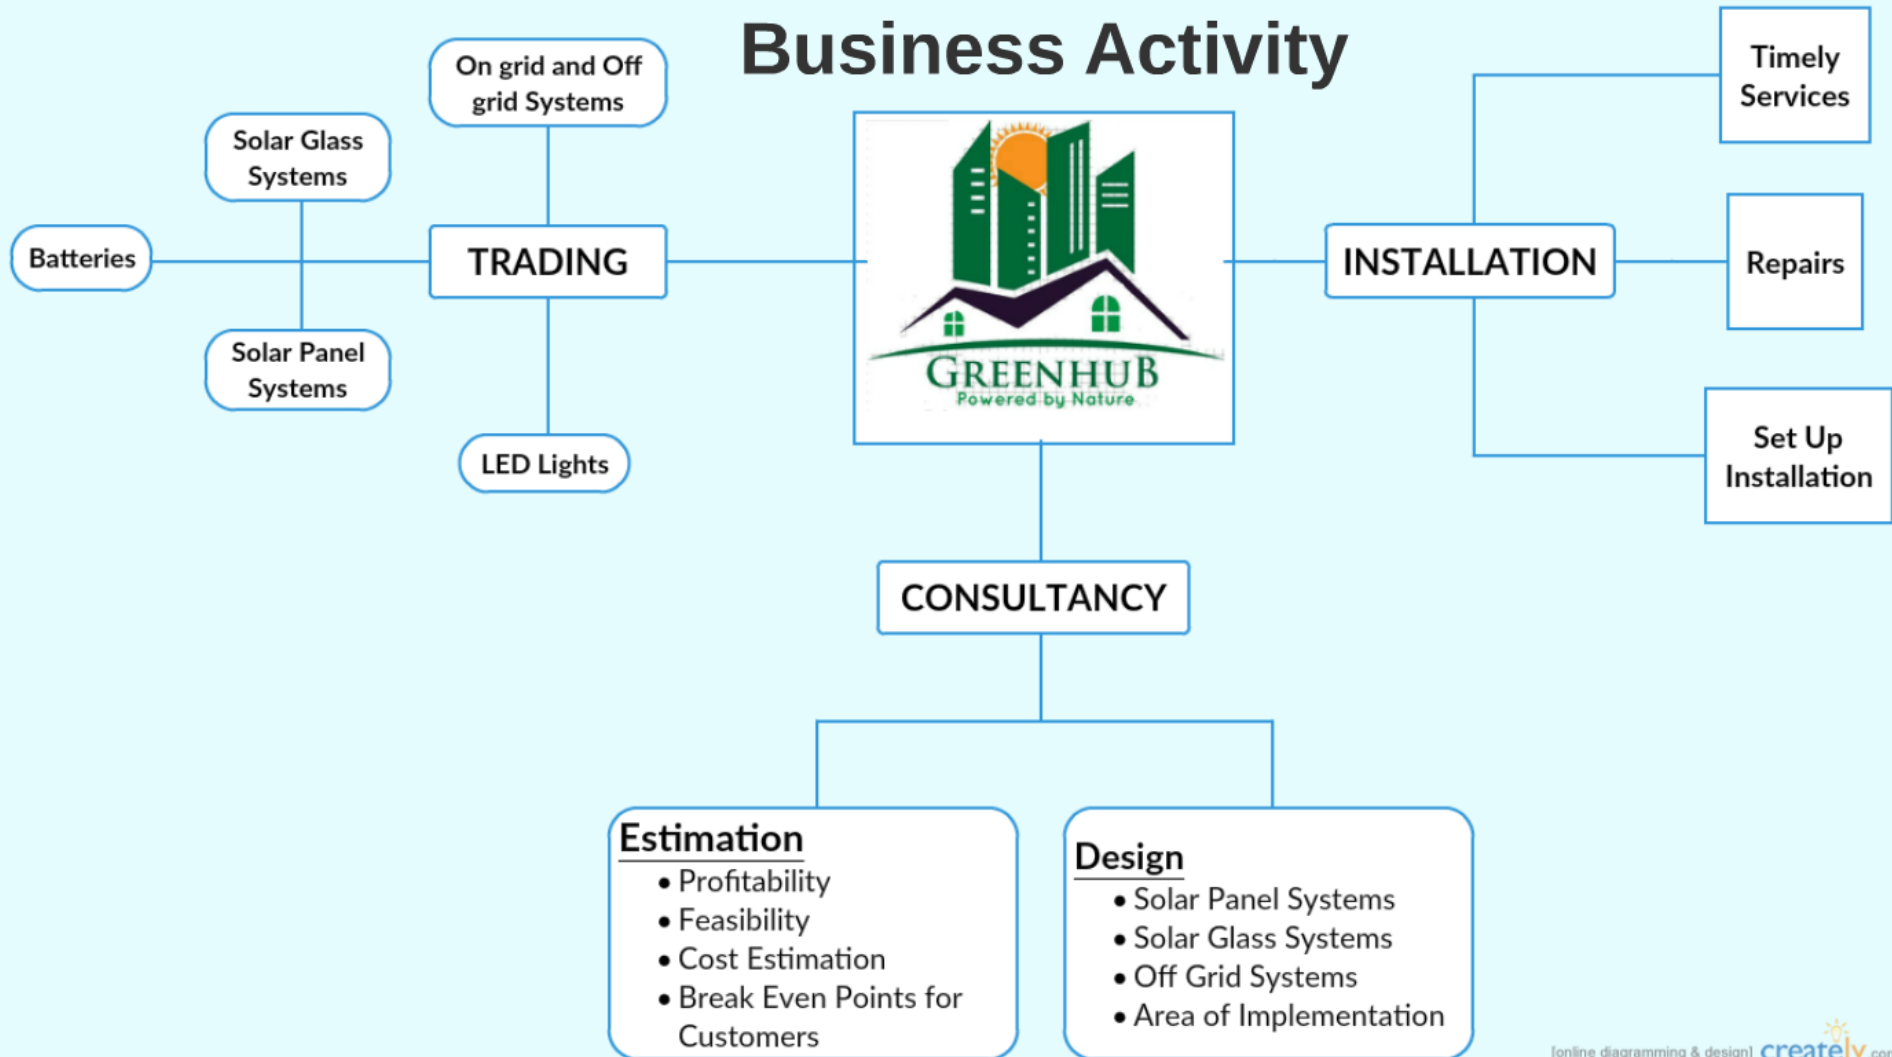 Business Activity
On grid and Off
grid Systems
Solar Glass
Systems
Batteries
TRADING
Solar Panel
Systems
LED Lights
GREENHUB
Powered by Nature
INSTALLATION
Timely
Services
Repairs
Set Up
Installation
CONSULTANCY
Estimation
• Profitability
• Feasibility
• Cost Estimation
• Break Even Points for
Customers
Design
• Solar Panel Systems
• Solar Glass Systems
• Off Grid Systems
• Area of Implementation
[online diagramming & design] creately.com